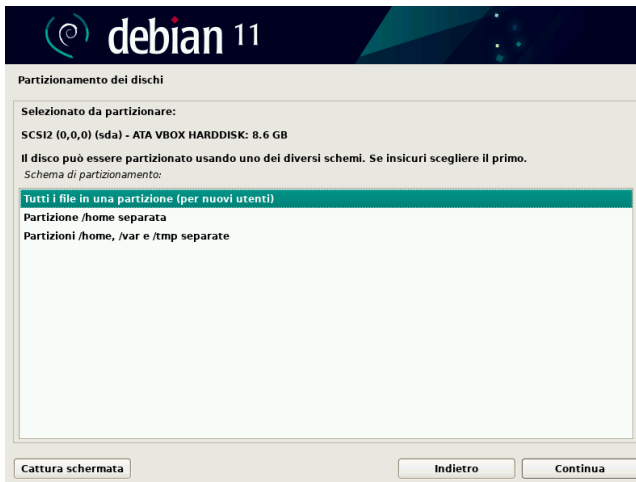 debian 11
Partizionamento dei dischi
Selezionato da partizionare:
SCSI2 (0,0,0) (sda) - ATA VBOX HARDDISK: 8.6 GB
Il disco può essere partizionato usando uno dei diversi schemi. Se insicuri scegliere il primo.
Schema di partizionamento:
Tutti i file in una partizione (per nuovi utenti)
Partizione /home separata
Partizioni /home, /var e /tmp separate
Cattura schermata Indietro Continua